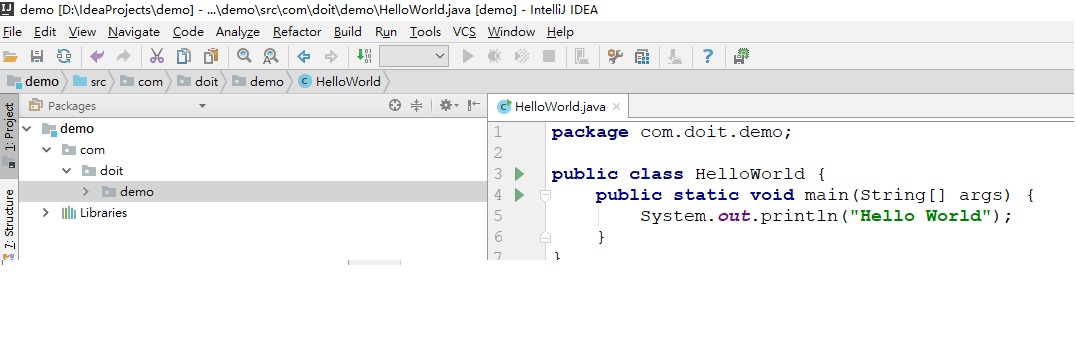 demo [D:\IdeaProjects\demo] - ...\demo\src\com\doit\demo\HelloWorld.java [demo] - IntelliJ IDEA
File Edit View Navigate Code Analyze Refactor Build Run Tools VCS Window Help
demo src com doit demo HelloWorld
1: Project
7: Structure
Packages
demo
com
doit
demo
Libraries
HelloWorld.java
1 package com.doit.demo;
2
3 public class HelloWorld {
4 public static void main(String[] args) {
5 System.out.println("Hello World");
6 }
7 }